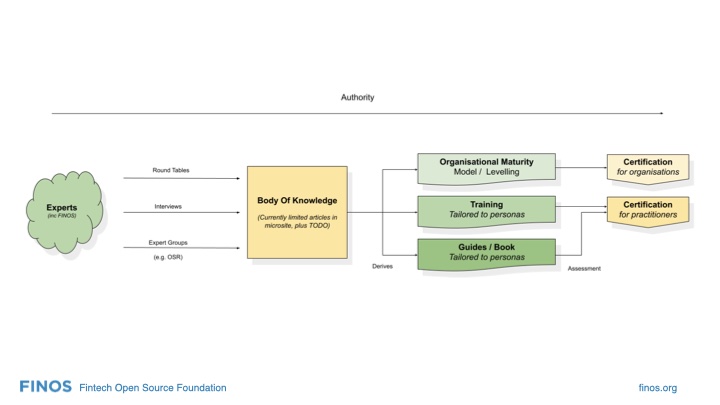 Authority
Experts
(inc FINOS)
Round Tables
Interviews
Expert Groups
(e.g. OSR)
Body Of Knowledge
(Currently limited articles in
microsite, plus TODO)
Derives
Organisational Maturity
Model / Levelling
Training
Tailored to personas
Guides / Book
Tailored to personas
Assessment
Certification
for organisations
Certification
for practitioners
FINOS Fintech Open Source Foundation
finos.org